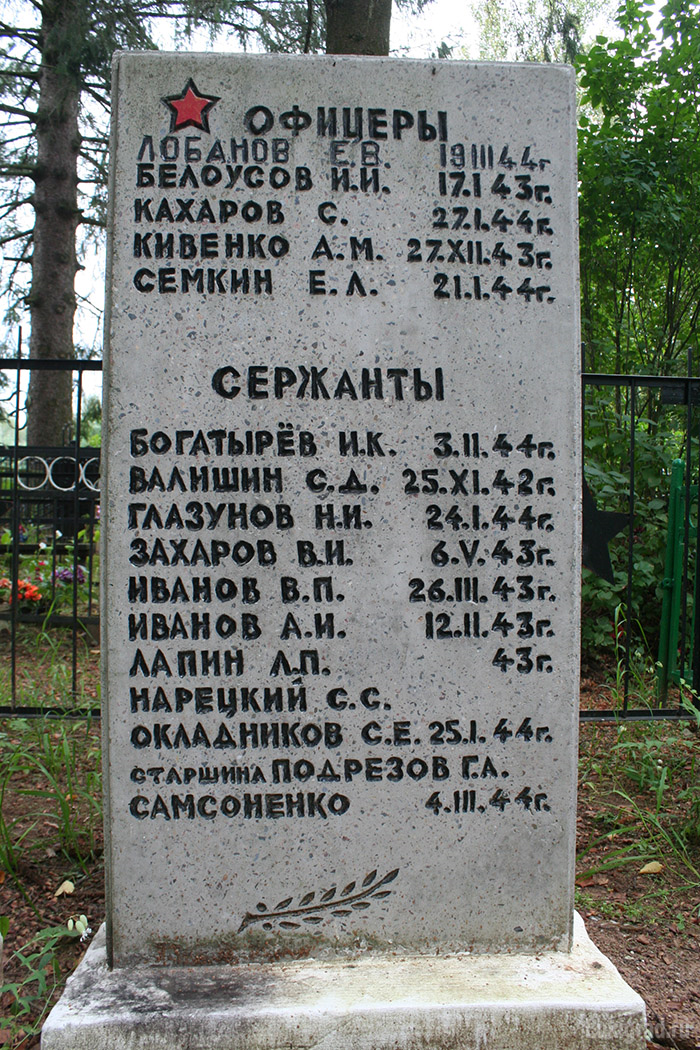 ОФИЦЕРЫ
ЛОБАНОВ Е.В. 19 III 44г
БЕЛОУСОВ И.И. 17.I 43г.
КАХАРОВ С. 27.I.44г.
КИВЕНКО А.М. 27.XII.43г.
СЕМКИН Е.Л. 21.I.44г.
СЕРЖАНТЫ
БОГАТЫРЁВ И.К. 3.II.44г.
ВАЛИШИН С.Д. 25.XI.42г.
ГЛАЗУНОВ Н.И. 24.I.44г.
ЗАХАРОВ В.И. 6.V.43г.
ИВАНОВ В.П. 26.III.43г.
ИВАНОВ А.И. 12.II.43г.
ЛАПИН Л.П. 43г.
НАРЕЦКИЙ С.С.
ОКЛАДНИКОВ С.Е. 25.I.44г.
СТАРШИНА ПОДРЕЗОВ Г.А.
САМСОНЕНКО 4.III.44г.